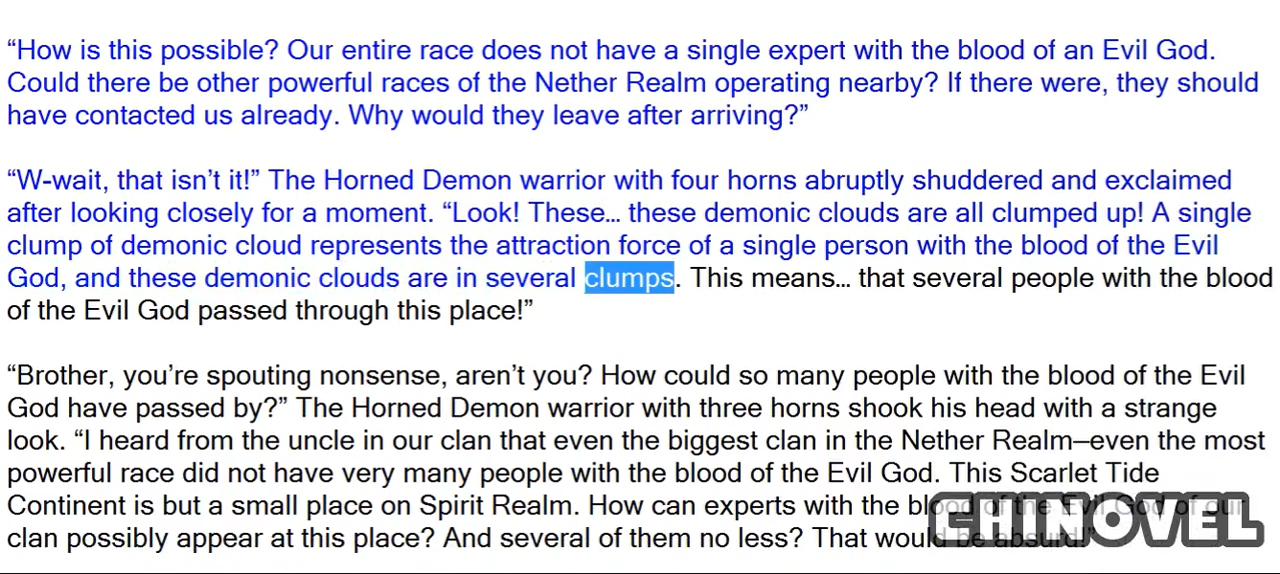 “How is this possible? Our entire race does not have a single expert with the blood of an Evil God.
Could there be other powerful races of the Nether Realm operating nearby? If there were, they should
have contacted us already. Why would they leave after arriving?”
“W-wait, that isn’t it!” The Horned Demon warrior with four horns abruptly shuddered and exclaimed
after looking closely for a moment. “Look! These… these demonic clouds are all clumped up! A single
clump of demonic cloud represents the attraction force of a single person with the blood of the Evil
God, and these demonic clouds are in several clumps. This means… that several people with the blood
of the Evil God passed through this place!”
“Brother, you’re spouting nonsense, aren’t you? How could so many people with the blood of the Evil
God have passed by?” The Horned Demon warrior with three horns shook his head with a strange
look. “I heard from the uncle in our clan that even the biggest clan in the Nether Realm—even the most
powerful race did not have very many people with the blood of the Evil God. This Scarlet Tide
Continent is but a small place on Spirit Realm. How can experts with the blood of the Evil God of our
clan possibly appear at this place? And several of them no less? That would be absurd!”
CHINOVEL